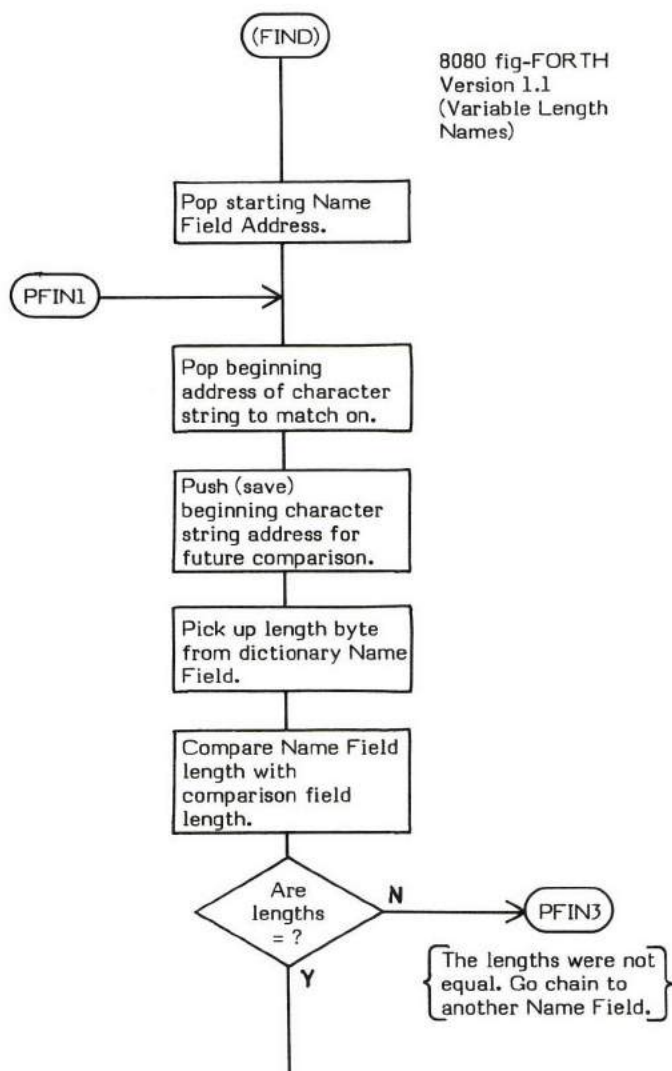 (FIND)
8080 fig-FORTH
Version 1.1
(Variable Length
Names)
Pop starting Name
Field Address.
PFIN1
Pop beginning
address of character
string to match on.
Push (save)
beginning character
string address for
future comparison.
Pick up length byte
from dictionary Name
Field.
Compare Name Field
length with
comparison field
length.
Are
lengths
= ?
N
PFIN3
Y
The lengths were not
equal. Go chain to
another Name Field.